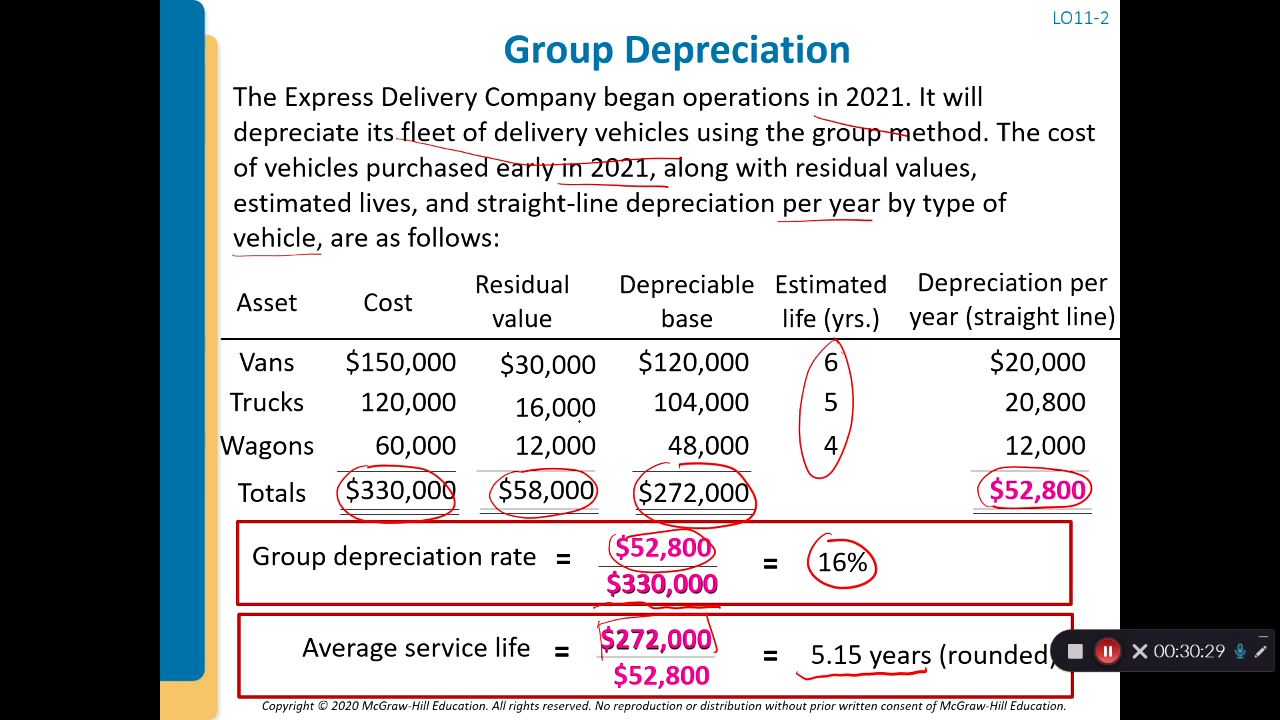 LO11-2
Group Depreciation
The Express Delivery Company began operations in 2021. It will
depreciate its fleet of delivery vehicles using the group method. The cost
of vehicles purchased early in 2021, along with residual values,
estimated lives, and straight-line depreciation per year by type of
vehicle, are as follows:
Asset Cost Residual value Depreciable base Estimated life (yrs.) Depreciation per year (straight line)
Vans $150,000 $30,000 $120,000 6 $20,000
Trucks 120,000 16,000 104,000 5 20,800
Wagons 60,000 12,000 48,000 4 12,000
Totals $330,000 $58,000 $272,000 $52,800
Group depreciation rate = $52,800 / $330,000 = 16%
Average service life = $272,000 / $52,800 = 5.15 years (rounded)
00:30:29
Copyright © 2020 McGraw-Hill Education. All rights reserved. No reproduction or distribution without prior written consent of McGraw-Hill Education.